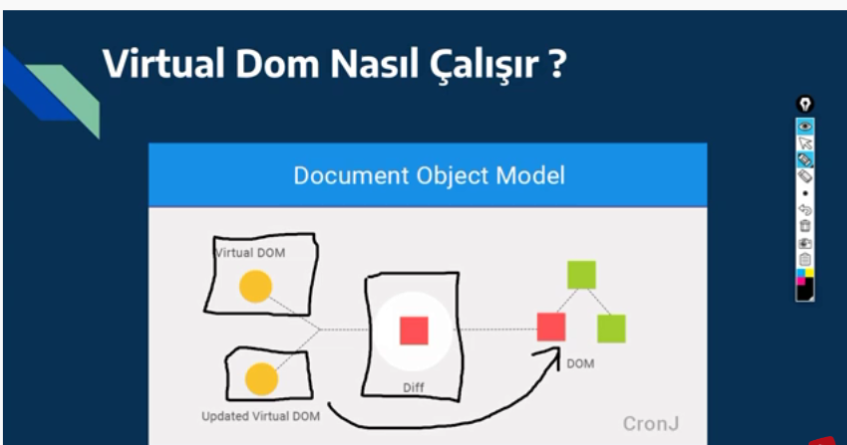 Virtual Dom Nasıl Çalışır ?
Document Object Model
Virtual DOM
Diff
DOM
Updated Virtual DOM
CronJ